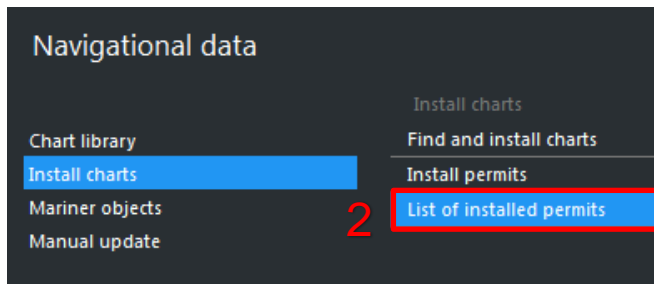 Navigational data
Chart library
Install charts
Mariner objects
Manual update
Install charts
Find and install charts
Install permits
2
List of installed permits